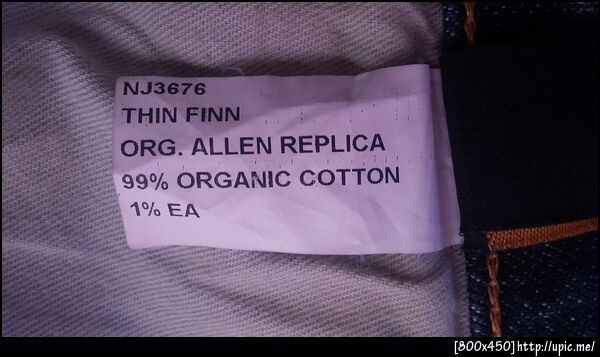 NJ3676
THIN FINN
ORG. ALLEN REPLICA
99% ORGANIC COTTON
1% EA
[800x450]http://upic.me/